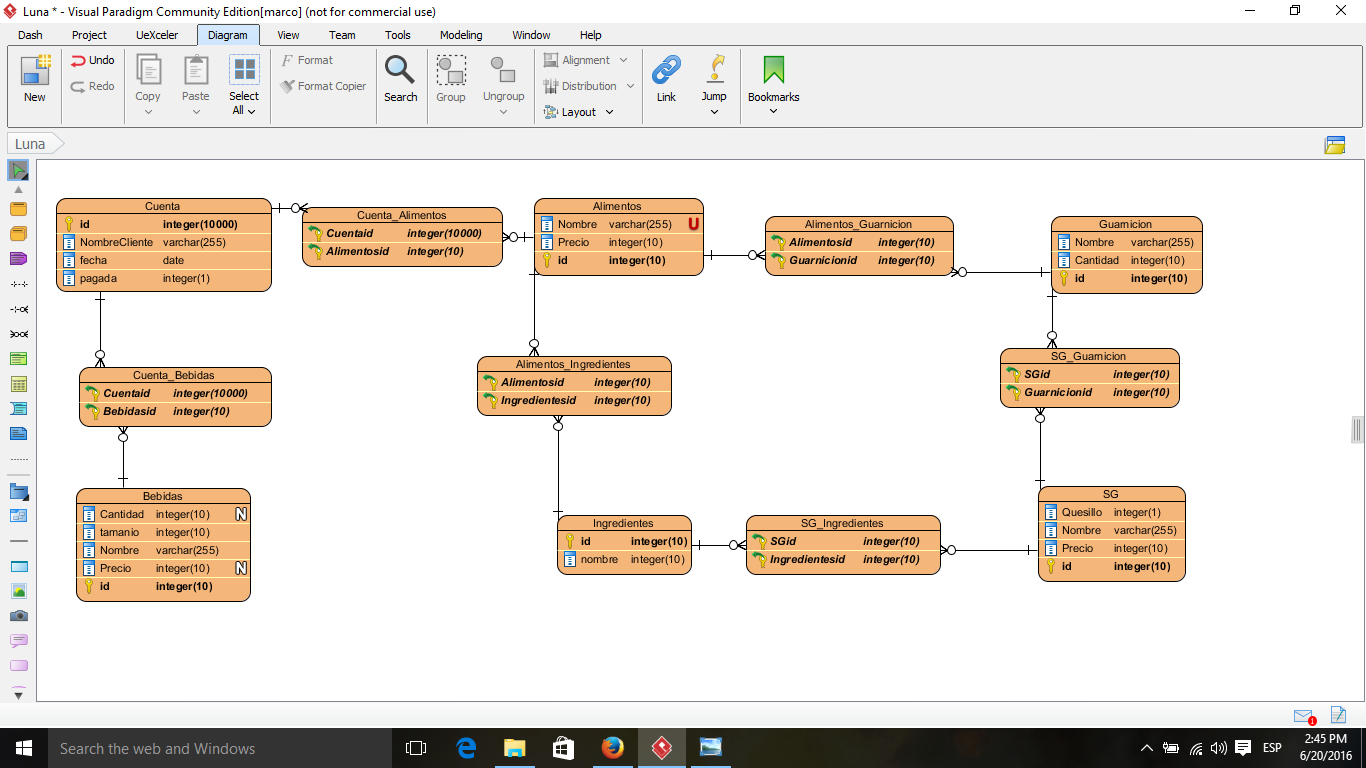 Luna * - Visual Paradigm Community Edition[marco] (not for commercial use)
Dash Project UeXceler Diagram View Team Tools Modeling Window Help
New
Undo
Redo
Copy
Paste
Select All
Format
Format Copier
Search
Group
Ungroup
Alignment
Distribution
Layout
Link
Jump
Bookmarks
Luna
Cuenta
id integer(10000)
NombreCliente varchar(255)
fecha date
pagada integer(1)
Cuenta_Alimentos
Cuentaid integer(10000)
Alimentosid integer(10)
Alimentos
Nombre varchar(255) U
Precio integer(10)
id integer(10)
Alimentos_Guarnicion
Alimentosid integer(10)
Guarnicionid integer(10)
Guarnicion
Nombre varchar(255)
Cantidad integer(10)
id integer(10)
Cuenta_Bebidas
Cuentaid integer(10000)
Bebidasid integer(10)
Alimentos_Ingredientes
Alimentosid integer(10)
Ingredientesid integer(10)
SG_Guarnicion
SGid integer(10)
Guarnicionid integer(10)
Bebidas
Cantidad integer(10) N
tamanio integer(10)
Nombre varchar(255)
Precio integer(10) N
id integer(10)
Ingredientes
id integer(10)
nombre integer(10)
SG_Ingredientes
SGid integer(10)
Ingredientesid integer(10)
SG
Quesillo integer(1)
Nombre varchar(255)
Precio integer(10)
id integer(10)
1
Search the web and Windows
ESP
2:45 PM
6/20/2016